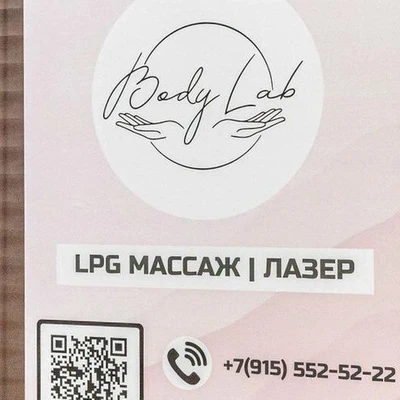 Body Lab
LPG МАССАЖ | ЛАЗЕР
+7(915) 552-52-22